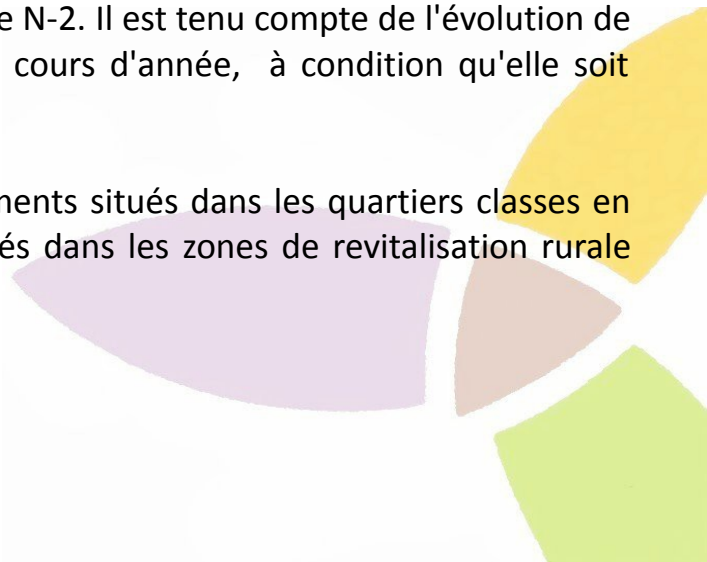 e N-2. Il est tenu compte de l'évolution de
cours d'année, à condition qu'elle soit
ments situés dans les quartiers classes en
és dans les zones de revitalisation rurale